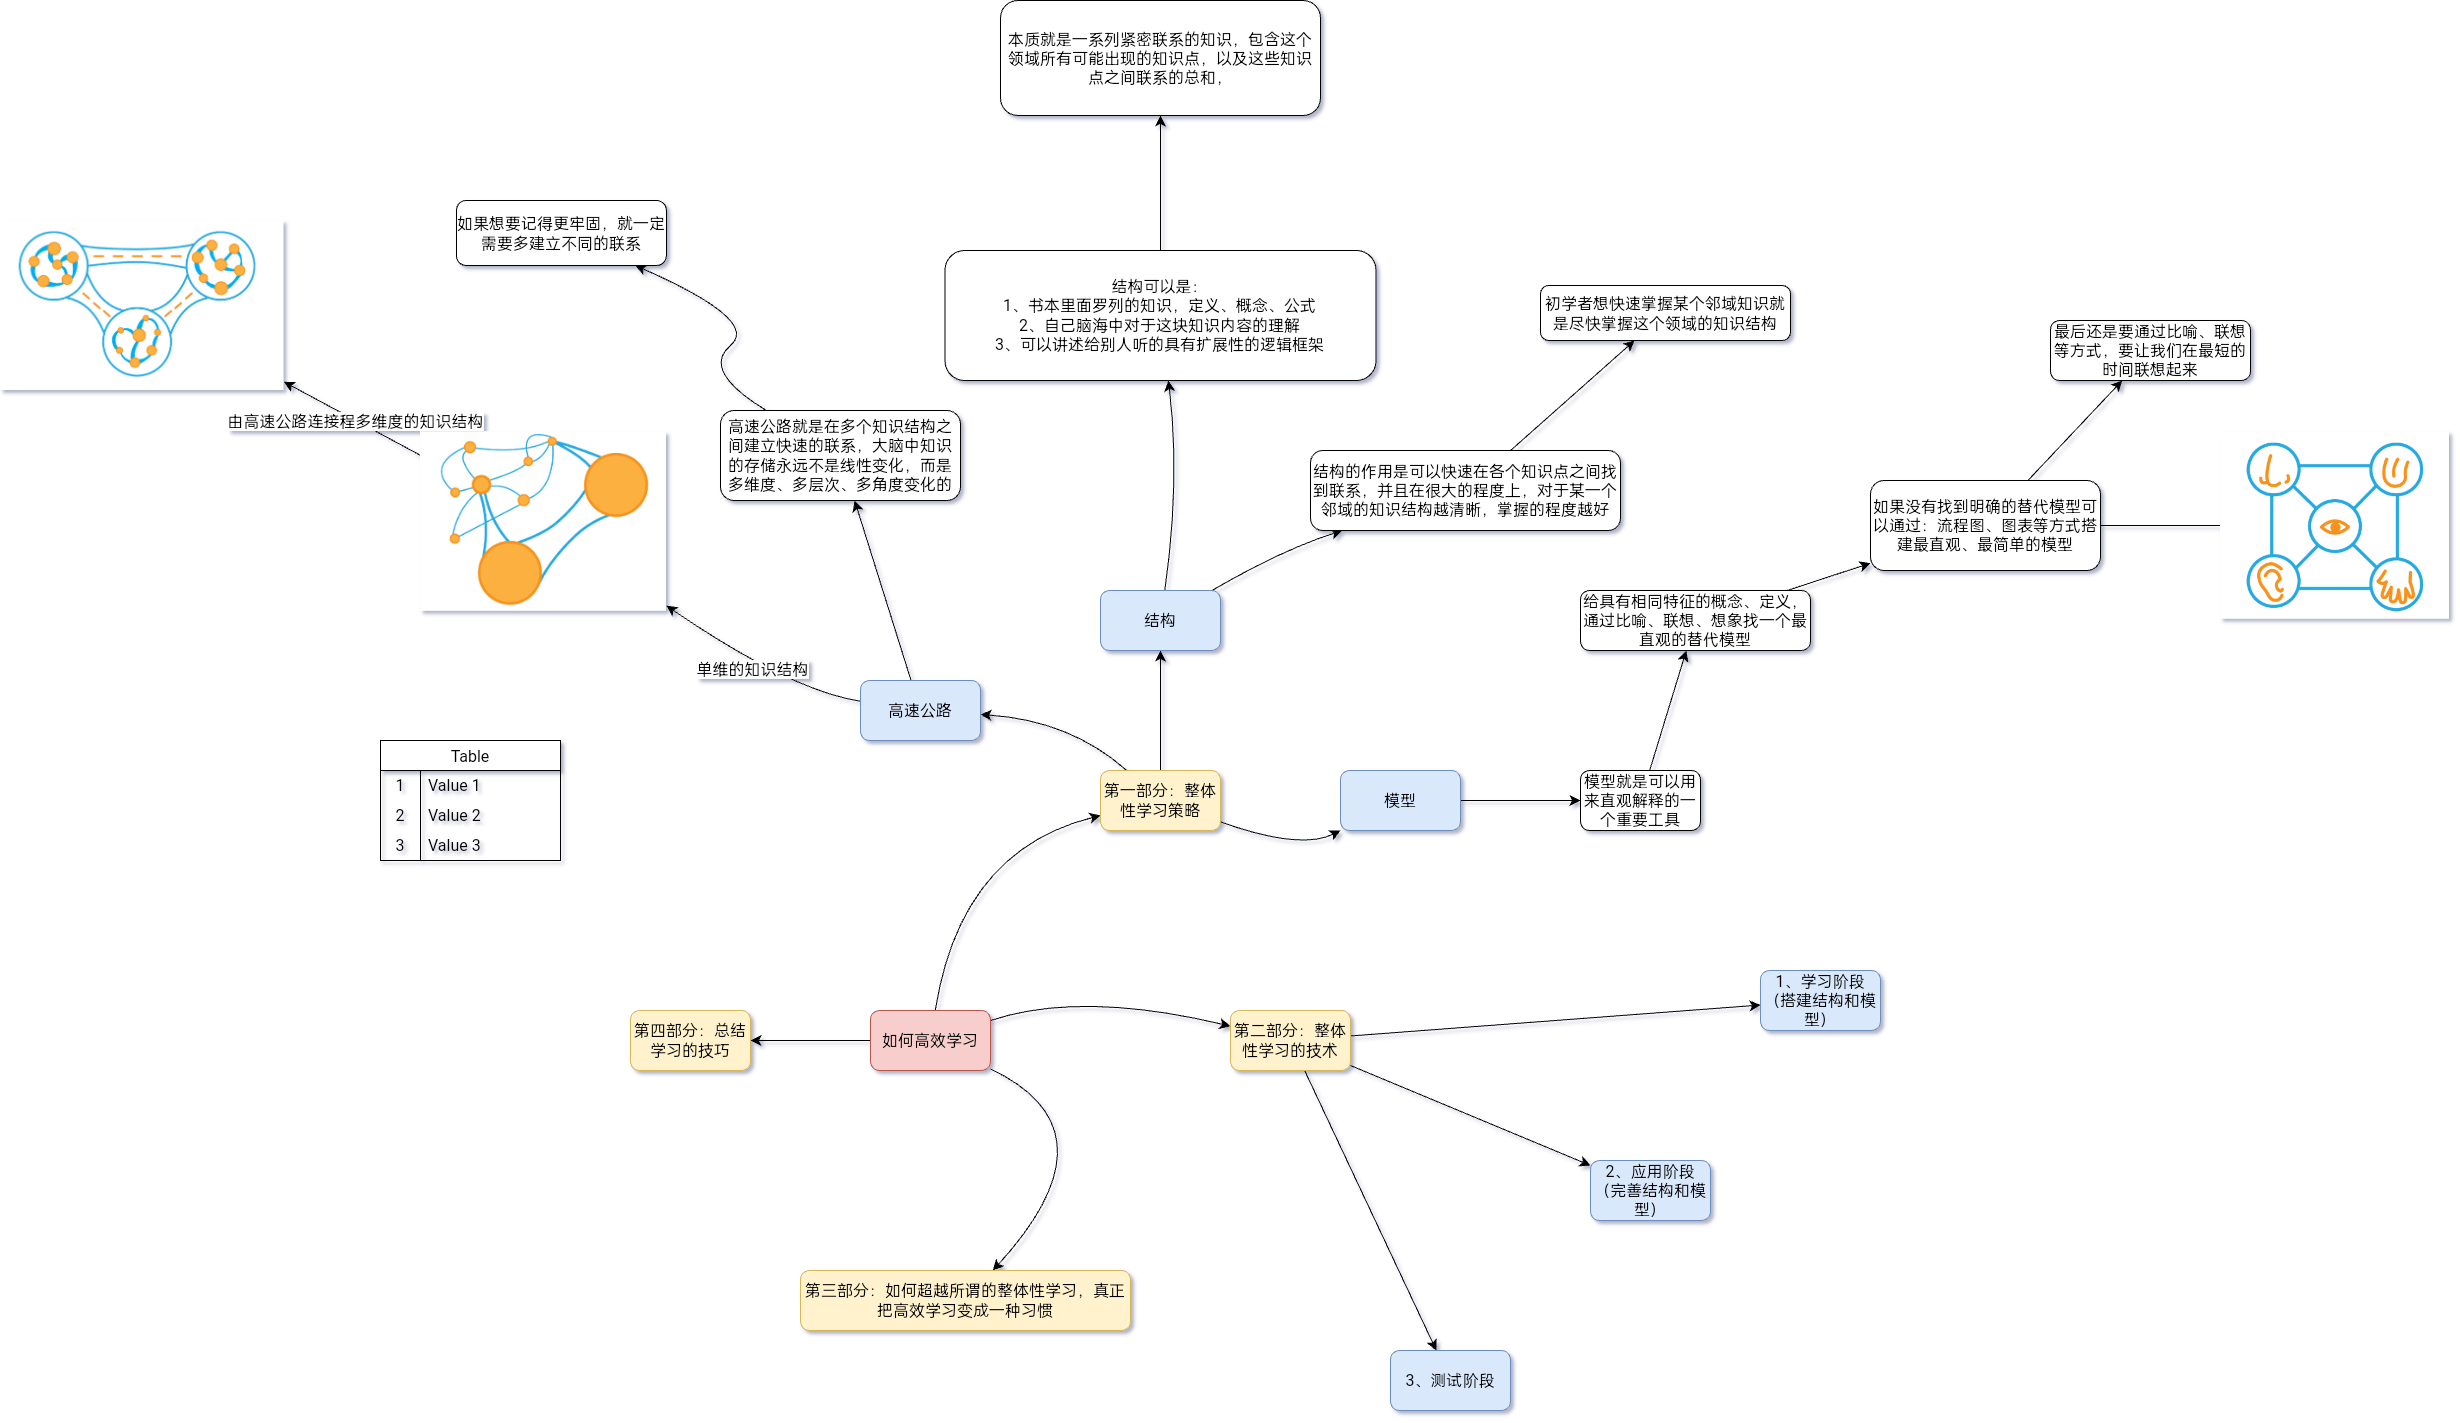 本质就是一系列紧密联系的知识，包含这个
领域所有可能出现的知识点，以及这些知识
点之间联系的总和，
如果想要记得更牢固，就一定
需要多建立不同的联系
结构可以是：
1、书本里面罗列的知识，定义、概念、公式
2、自己脑海中对于这块知识内容的理解
3、可以讲述给别人听的具有扩展性的逻辑框架
初学者想快速掌握某个邻域知识就
是尽快掌握这个领域的知识结构
最后还是要通过比喻、联想
等方式，要让我们在最短的
时间联想起来
由高速公路连接程多维度的知识结构
高速公路就是在多个知识结构之
间建立快速的联系，大脑中知识
的存储永远不是线性变化，而是
多维度、多层次、多角度变化的
结构的作用是可以快速在各个知识点之间找
到联系，并且在很大的程度上，对于某一个
邻域的知识结构越清晰，掌握的程度越好
如果没有找到明确的替代模型可
以通过：流程图、图表等方式搭
建最直观、最简单的模型
结构
给具有相同特征的概念、定义，
通过比喻、联想、想象找一个最
直观的替代模型
单维的知识结构
高速公路
Table
1 Value 1
2 Value 2
3 Value 3
第一部分：整体
性学习策略
模型
模型就是可以用
来直观解释的一
个重要工具
第四部分：总结
学习的技巧
如何高效学习
第二部分：整体
性学习的技术
1、学习阶段
（搭建结构和模
型）
2、应用阶段
（完善结构和模
型）
第三部分：如何超越所谓的整体性学习，真正
把高效学习变成一种习惯
3、测试阶段